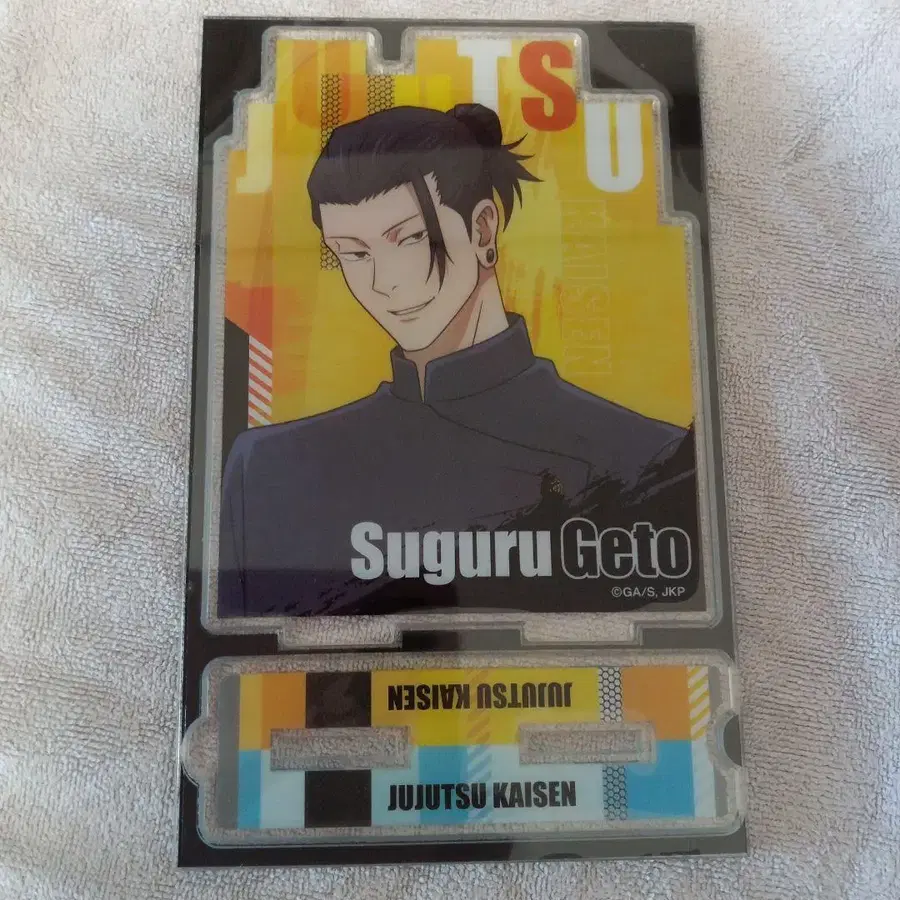 JUJUTSU
KAISEN
Suguru Geto
©GA/S, JKP
JUJUTSU KAISEN
JUJUTSU KAISEN